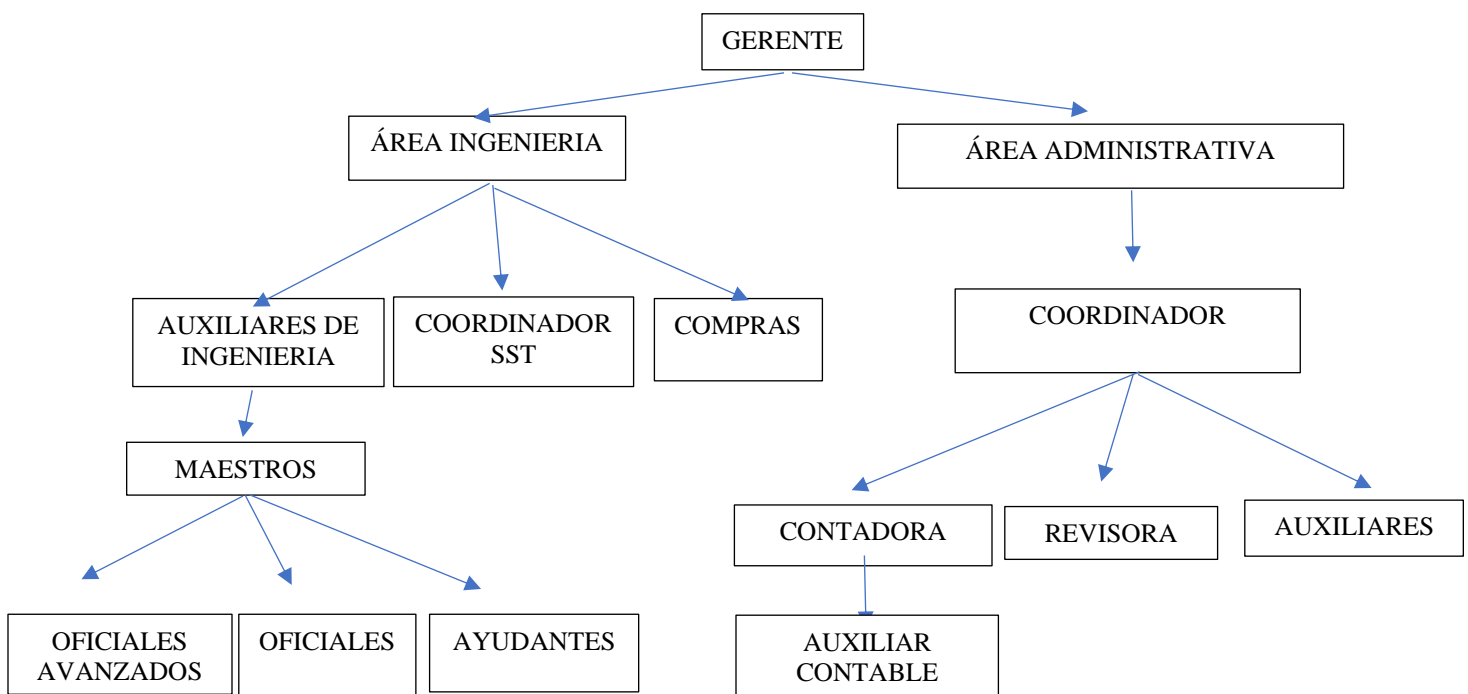 GERENTE
ÁREA INGENIERIA
ÁREA ADMINISTRATIVA
AUXILIARES DE
INGENIERIA
COORDINADOR
SST
COMPRAS
COORDINADOR
MAESTROS
CONTADORA
REVISORA
AUXILIARES
OFICIALES
AVANZADOS
OFICIALES
AYUDANTES
AUXILIAR
CONTABLE